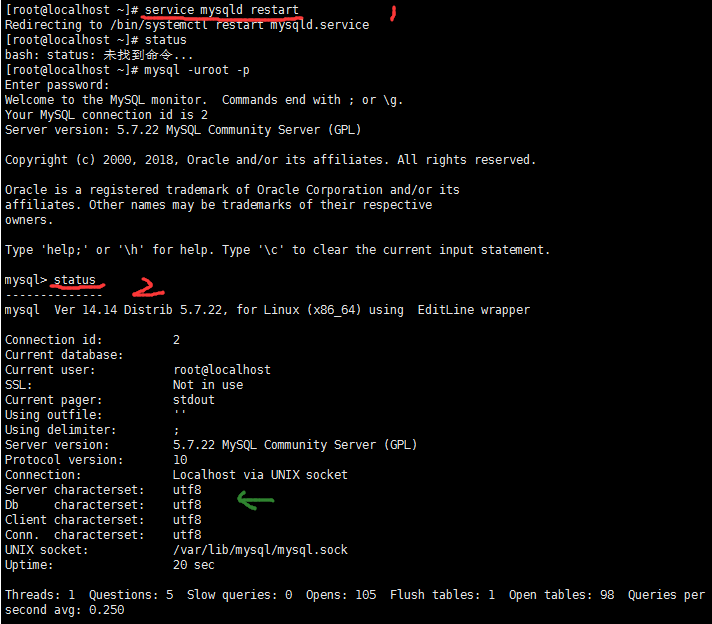 [root@localhost ~]# service mysqld restart 1
Redirecting to /bin/systemctl restart mysqld.service
[root@localhost ~]# status
bash: status: 未找到命令...
[root@localhost ~]# mysql -uroot -p
Enter password:
Welcome to the MySQL monitor.  Commands end with ; or \g.
Your MySQL connection id is 2
Server version: 5.7.22 MySQL Community Server (GPL)

Copyright (c) 2000, 2018, Oracle and/or its affiliates. All rights reserved.

Oracle is a registered trademark of Oracle Corporation and/or its
affiliates. Other names may be trademarks of their respective
owners.

Type 'help;' or '\h' for help. Type '\c' to clear the current input statement.

mysql> status
-------------- 2
mysql  Ver 14.14 Distrib 5.7.22, for Linux (x86_64) using  EditLine wrapper

Connection id:          2
Current database:
Current user:           root@localhost
SSL:                    Not in use
Current pager:          stdout
Using outfile:          ''
Using delimiter:        ;
Server version:         5.7.22 MySQL Community Server (GPL)
Protocol version:       10
Connection:             Localhost via UNIX socket
Server characterset:    utf8
Db     characterset:    utf8
Client characterset:    utf8
Conn.  characterset:    utf8
UNIX socket:            /var/lib/mysql/mysql.sock
Uptime:                 20 sec

Threads: 1  Questions: 5  Slow queries: 0  Opens: 105  Flush tables: 1  Open tables: 98  Queries per
second avg: 0.250